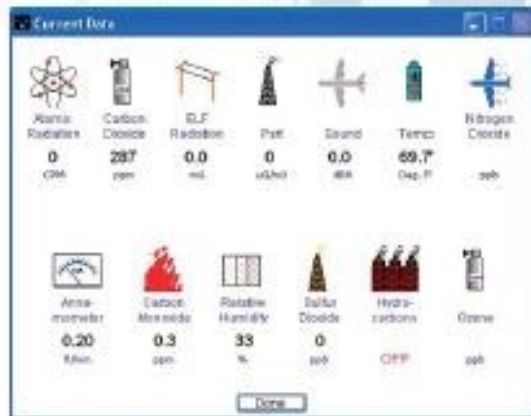 Current Data
Atomic Carbon ELF Part Sound Temp Nitrogen
Radiation Dioxide Radiation Dioxide
0 287 0.0 0 0.0 69.7°
CPM ppm dBA Deg. F ppb
Anne- Carbon Relative Sulfur Hydro- Ozone
mometer Monoxide Humidity Dioxide carbons
0.20 0.3 33 0 OFF
ppm % ppb ppb
Done